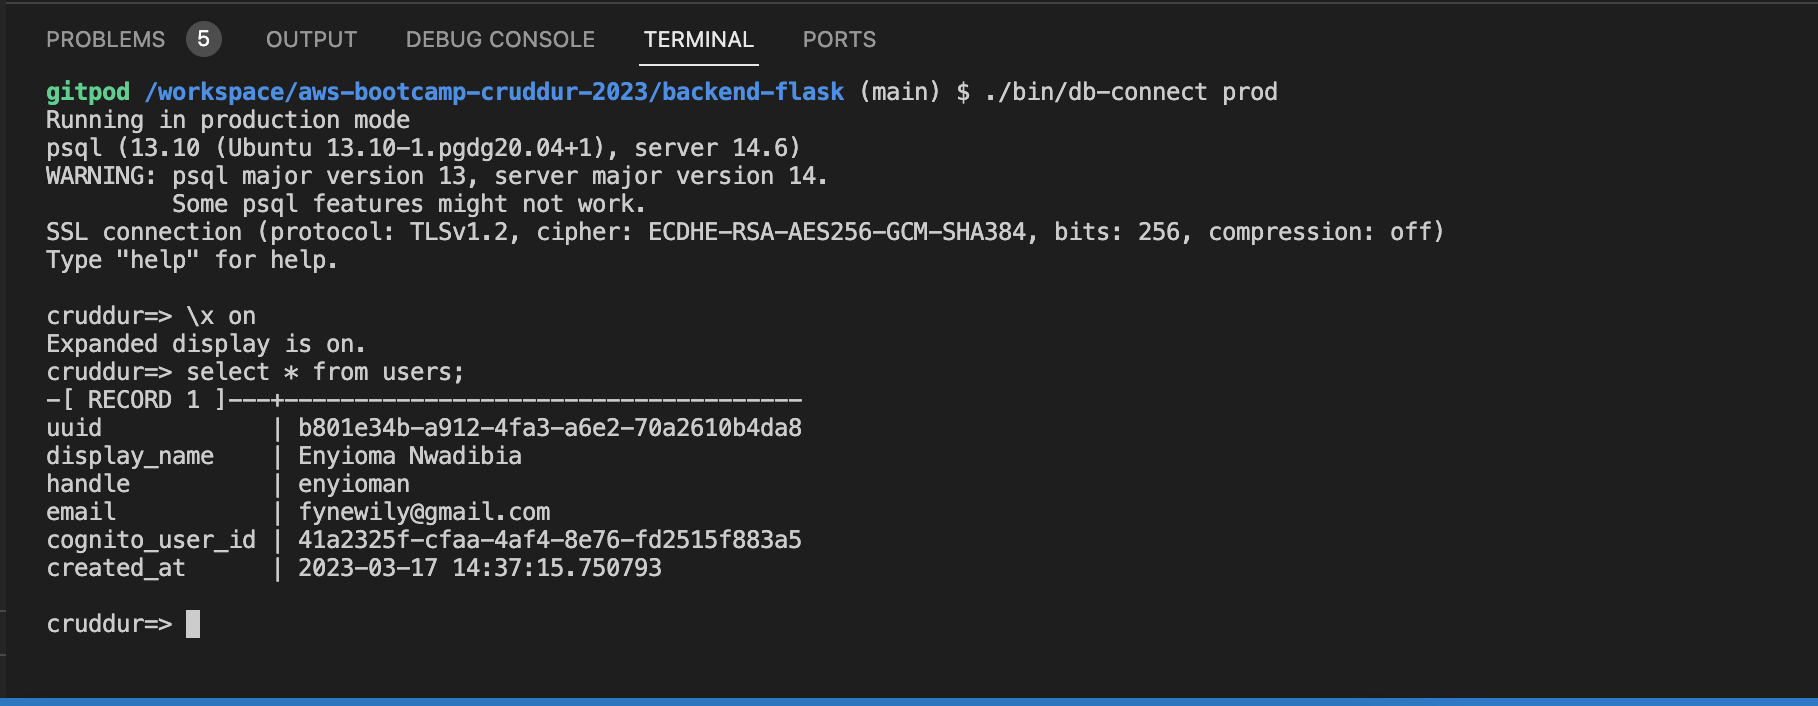 PROBLEMS 5 OUTPUT DEBUG CONSOLE TERMINAL PORTS
gitpod /workspace/aws-bootcamp-cruddur-2023/backend-flask (main) $ ./bin/db-connect prod
Running in production mode
psql (13.10 (Ubuntu 13.10-1.pgdg20.04+1), server 14.6)
WARNING: psql major version 13, server major version 14.
         Some psql features might not work.
SSL connection (protocol: TLSv1.2, cipher: ECDHE-RSA-AES256-GCM-SHA384, bits: 256, compression: off)
Type "help" for help.

cruddur=> \x on
Expanded display is on.
cruddur=> select * from users;
-[ RECORD 1 ]---+-------------------------------------
uuid            | b801e34b-a912-4fa3-a6e2-70a2610b4da8
display_name    | Enyioma Nwadibia
handle          | enyioman
email           | fynewily@gmail.com
cognito_user_id | 41a2325f-cfaa-4af4-8e76-fd2515f883a5
created_at      | 2023-03-17 14:37:15.750793

cruddur=>